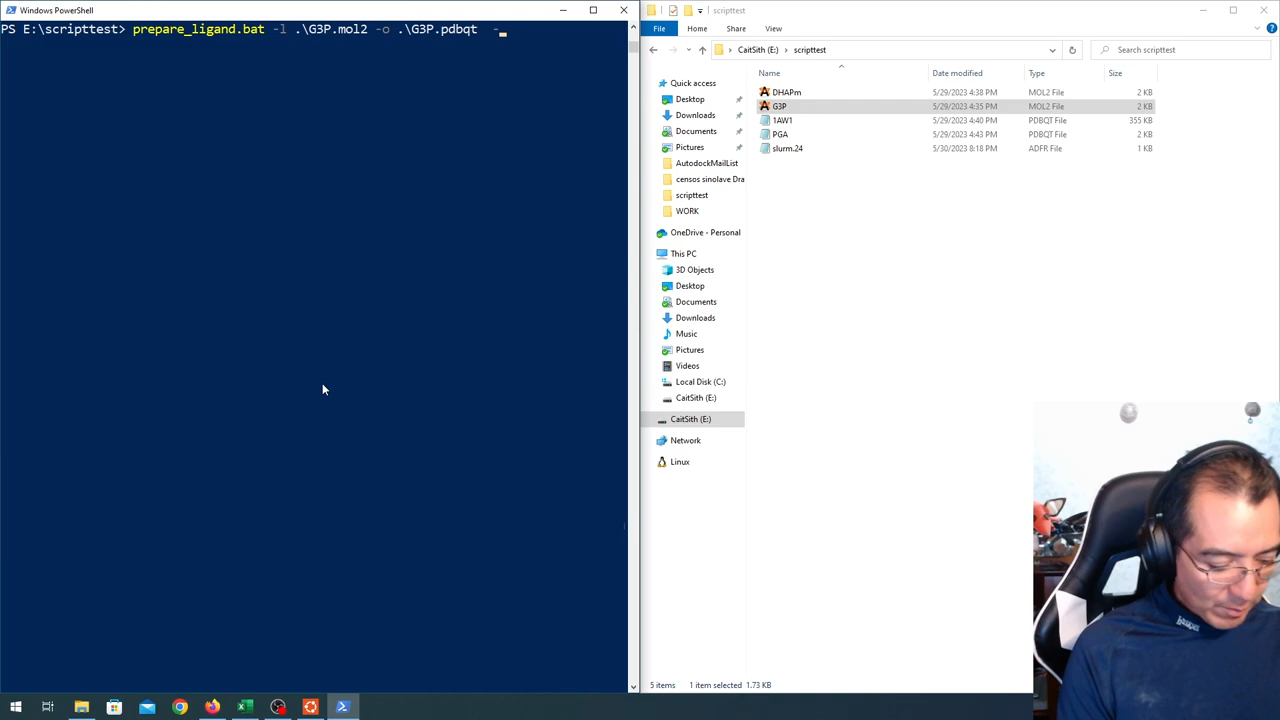 Windows PowerShell
PS E:\scripttest> prepare_ligand.bat -l .\G3P.mol2 -o .\G3P.pdbqt  -_
scripttest
File Home Share View
CaitSith (E:) scripttest
Search scripttest
Name Date modified Type Size
Quick access
Desktop
Downloads
Documents
Pictures
AutodockMailList
censos sinolave Dra
scripttest
WORK
OneDrive - Personal
This PC
3D Objects
Desktop
Documents
Downloads
Music
Pictures
Videos
Local Disk (C:)
CaitSith (E:)
CaitSith (E:)
Network
Linux
DHAPm 5/29/2023 4:38 PM MOL2 File 2 KB
G3P 5/29/2023 4:35 PM MOL2 File 2 KB
1AW1 5/29/2023 4:40 PM PDBQT File 355 KB
PGA 5/29/2023 4:43 PM PDBQT File 2 KB
slurm.24 5/30/2023 8:18 PM ADFR File 1 KB
5 items 1 item selected 1.73 KB